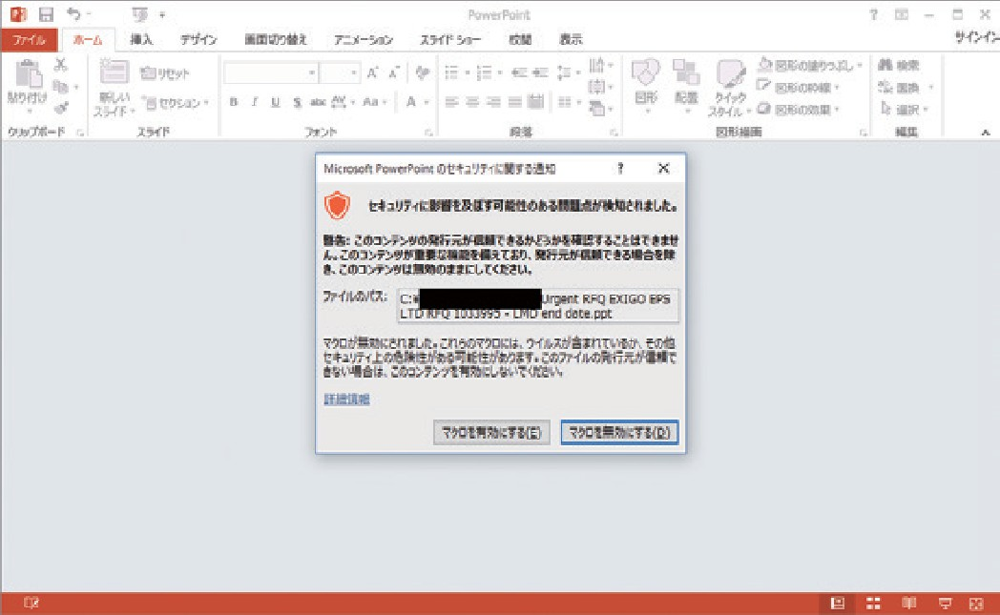 PowerPoint
ファイル ホーム 挿入 デザイン 画面切り替え アニメーション スライド ショー 校閲 表示 サインイン
貼り付け 新しい スライド リセット セクション
B I U S abc AV Aa A
図形 配置 クイック スタイル 図形の塗りつぶし 図形の枠線 図形の効果
検索 置換 選択
クリップボード スライド フォント 段落 図形描画 編集
Microsoft PowerPoint のセキュリティに関する通知 ? ×
セキュリティに影響を及ぼす可能性のある問題点が検知されました。
警告: このコンテンツの発行元が信頼できるかどうかを確認することはできませ
ん。このコンテンツが重要な機能を備えており、発行元が信頼できる場合を除
き、このコンテンツは無効のままにしてください。
ファイルのパス: C:¥ Urgent RFQ EXIGO EPS
LTD RFQ 1033995 - LMD end date.ppt
マクロが無効にされました。これらのマクロには、ウイルスが含まれているか、その他
セキュリティ上の危険性がある可能性があります。このファイルの発行元が信頼で
きない場合は、このコンテンツを有効にしないでください。
詳細情報
マクロを有効にする(E) マクロを無効にする(D)